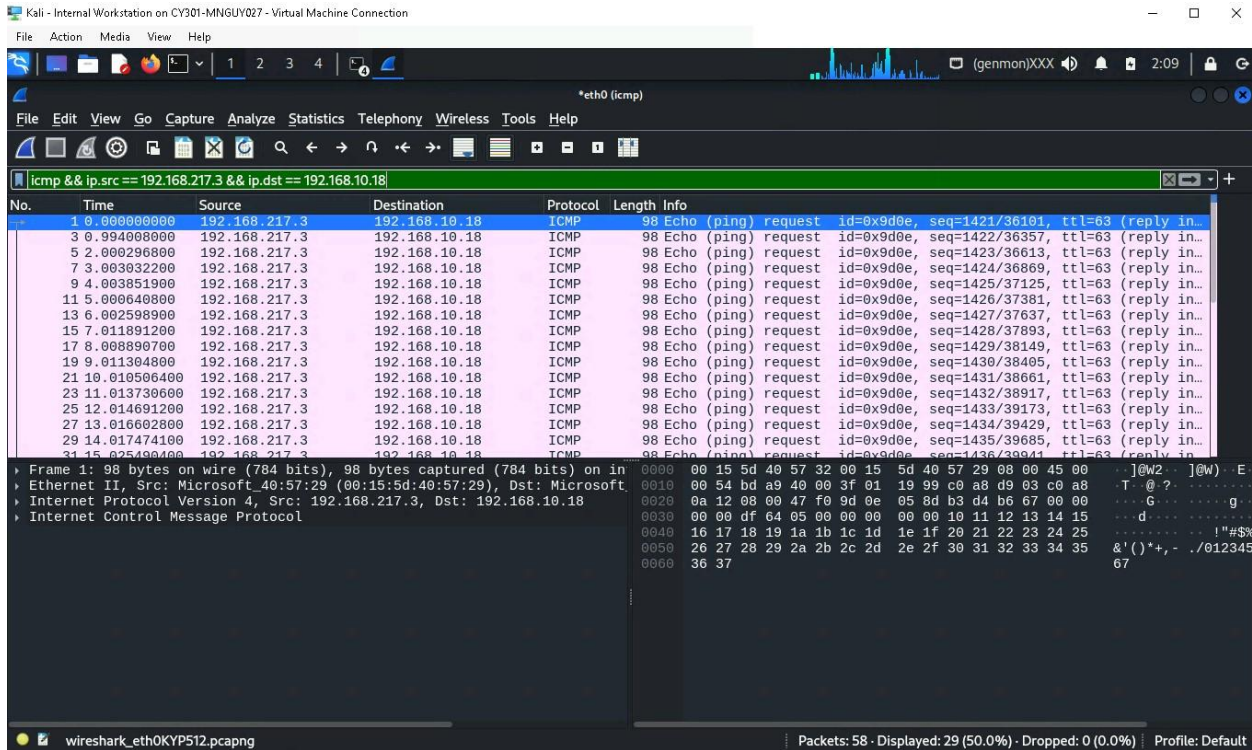 Kali - Internal Workstation on CY301-MNGUY027 - Virtual Machine Connection
File Action Media View Help
1 2 3 4 4 (genmon)XXX 2:09
*eth0 (icmp)
File Edit View Go Capture Analyze Statistics Telephony Wireless Tools Help
icmp && ip.src == 192.168.217.3 && ip.dst == 192.168.10.18
No. Time Source Destination Protocol Length Info
1 0.000000000 192.168.217.3 192.168.10.18 ICMP 98 Echo (ping) request id=0x9d0e, seq=1421/36101, ttl=63 (reply in…
3 0.994008000 192.168.217.3 192.168.10.18 ICMP 98 Echo (ping) request id=0x9d0e, seq=1422/36357, ttl=63 (reply in…
5 2.000296800 192.168.217.3 192.168.10.18 ICMP 98 Echo (ping) request id=0x9d0e, seq=1423/36613, ttl=63 (reply in…
7 3.003032200 192.168.217.3 192.168.10.18 ICMP 98 Echo (ping) request id=0x9d0e, seq=1424/36869, ttl=63 (reply in…
9 4.003851900 192.168.217.3 192.168.10.18 ICMP 98 Echo (ping) request id=0x9d0e, seq=1425/37125, ttl=63 (reply in…
11 5.000640800 192.168.217.3 192.168.10.18 ICMP 98 Echo (ping) request id=0x9d0e, seq=1426/37381, ttl=63 (reply in…
13 6.002598900 192.168.217.3 192.168.10.18 ICMP 98 Echo (ping) request id=0x9d0e, seq=1427/37637, ttl=63 (reply in…
15 7.011891200 192.168.217.3 192.168.10.18 ICMP 98 Echo (ping) request id=0x9d0e, seq=1428/37893, ttl=63 (reply in…
17 8.008890700 192.168.217.3 192.168.10.18 ICMP 98 Echo (ping) request id=0x9d0e, seq=1429/38149, ttl=63 (reply in…
19 9.011304800 192.168.217.3 192.168.10.18 ICMP 98 Echo (ping) request id=0x9d0e, seq=1430/38405, ttl=63 (reply in…
21 10.010506400 192.168.217.3 192.168.10.18 ICMP 98 Echo (ping) request id=0x9d0e, seq=1431/38661, ttl=63 (reply in…
23 11.013730600 192.168.217.3 192.168.10.18 ICMP 98 Echo (ping) request id=0x9d0e, seq=1432/38917, ttl=63 (reply in…
25 12.014691200 192.168.217.3 192.168.10.18 ICMP 98 Echo (ping) request id=0x9d0e, seq=1433/39173, ttl=63 (reply in…
27 13.016602800 192.168.217.3 192.168.10.18 ICMP 98 Echo (ping) request id=0x9d0e, seq=1434/39429, ttl=63 (reply in…
29 14.017474100 192.168.217.3 192.168.10.18 ICMP 98 Echo (ping) request id=0x9d0e, seq=1435/39685, ttl=63 (reply in…
31 15.025490400 192.168.217.3 192.168.10.18 ICMP 98 Echo (ping) request id=0x9d0e, seq=1436/39941, ttl=63 (reply in…
Frame 1: 98 bytes on wire (784 bits), 98 bytes captured (784 bits) on in
Ethernet II, Src: Microsoft_40:57:29 (00:15:5d:40:57:29), Dst: Microsoft_
Internet Protocol Version 4, Src: 192.168.217.3, Dst: 192.168.10.18
Internet Control Message Protocol
0000 00 15 5d 40 57 32 00 15 5d 40 57 29 08 00 45 00 ··]@W2·· ]@W)··E·
0010 00 54 bd a9 40 00 3f 01 19 99 c0 a8 d9 03 c0 a8 ·T··@·?· ········
0020 0a 12 08 00 47 f0 9d 0e 05 8d b3 d4 b6 67 00 00 ····G··· ·····g··
0030 00 00 df 64 05 00 00 00 00 00 10 11 12 13 14 15 ···d···· ········
0040 16 17 18 19 1a 1b 1c 1d 1e 1f 20 21 22 23 24 25 ········ ·· !"#$%
0050 26 27 28 29 2a 2b 2c 2d 2e 2f 30 31 32 33 34 35 &'()*+,- ./012345
0060 36 37 67
wireshark_eth0KYP512.pcapng Packets: 58 · Displayed: 29 (50.0%) · Dropped: 0 (0.0%) Profile: Default